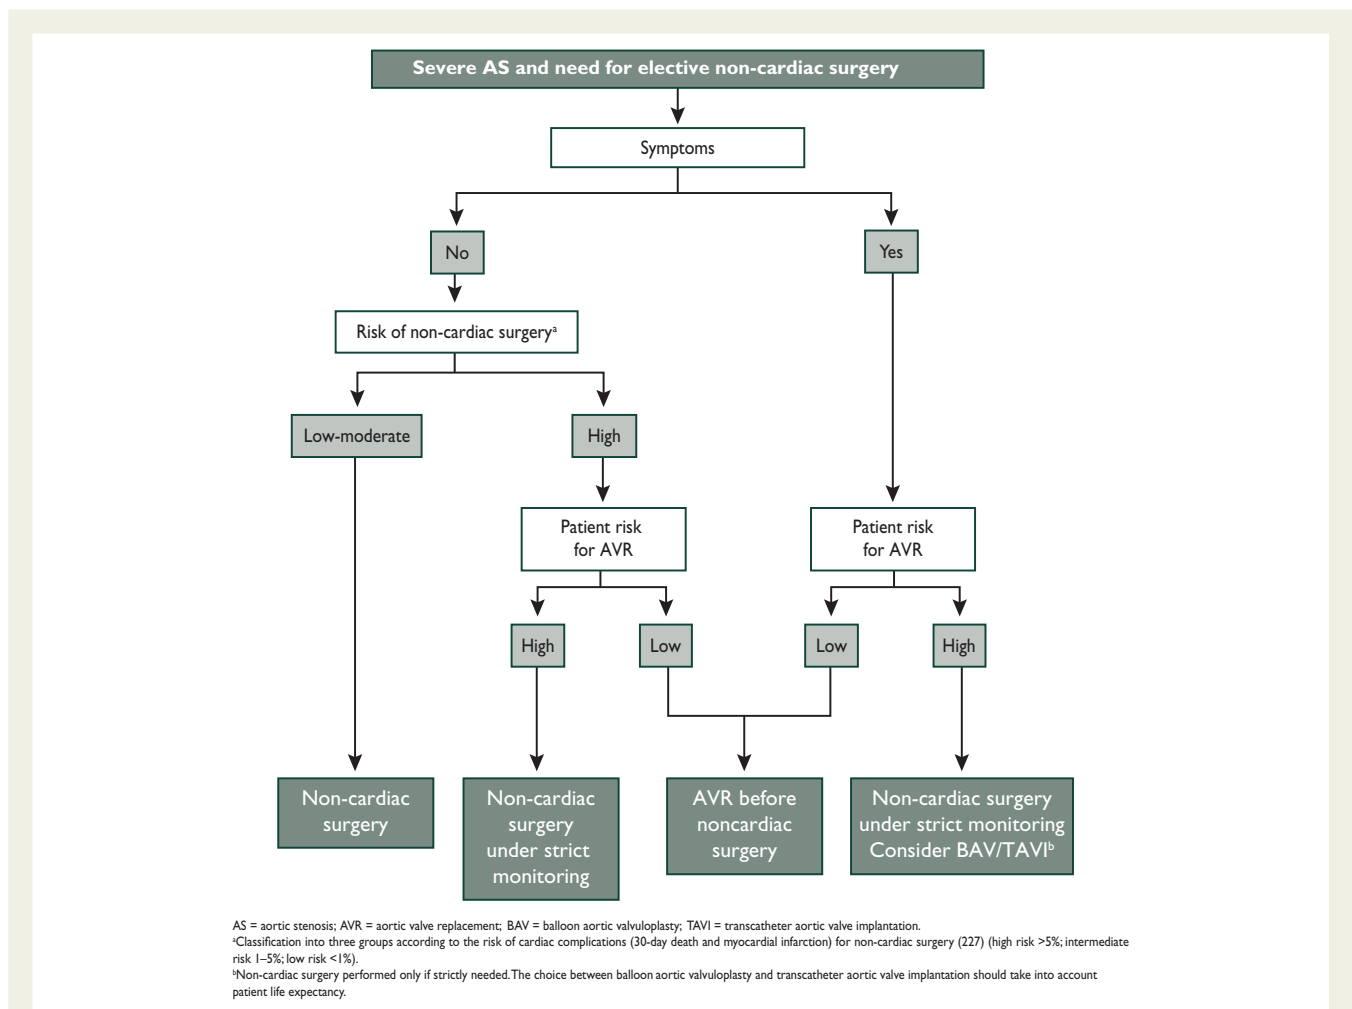 Severe AS and need for elective non-cardiac surgery
Symptoms
No
Yes
Risk of non-cardiac surgeryᵃ
Low-moderate
High
Patient risk
for AVR
Patient risk
for AVR
High
Low
Low
High
Non-cardiac
surgery
Non-cardiac
surgery
under strict
monitoring
AVR before
noncardiac
surgery
Non-cardiac surgery
under strict monitoring
Consider BAV/TAVIᵇ
AS = aortic stenosis; AVR = aortic valve replacement; BAV = balloon aortic valvuloplasty; TAVI = transcatheter aortic valve implantation.
ᵃClassification into three groups according to the risk of cardiac complications (30-day death and myocardial infarction) for non-cardiac surgery (227) (high risk >5%; intermediate
risk 1–5%; low risk <1%).
ᵇNon-cardiac surgery performed only if strictly needed. The choice between balloon aortic valvuloplasty and transcatheter aortic valve implantation should take into account
patient life expectancy.